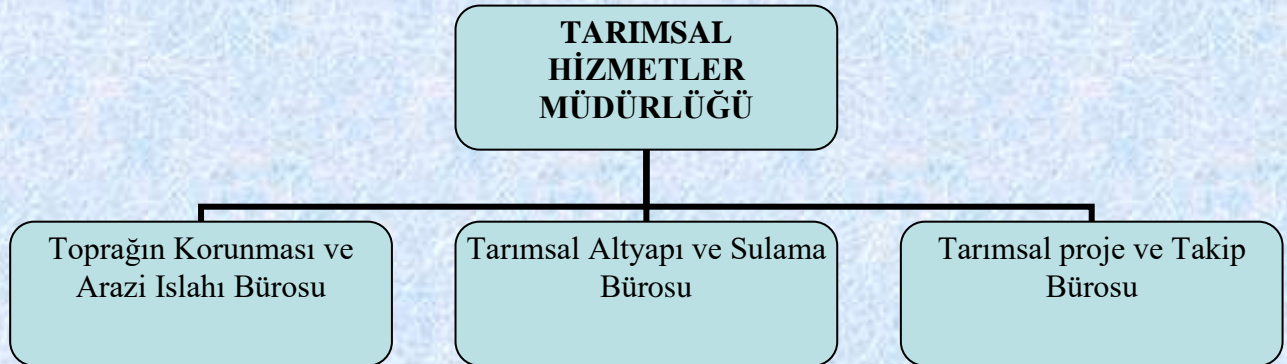 TARIMSAL
HİZMETLER
MÜDÜRLÜĞÜ
Toprağın Korunması ve
Arazi Islahı Bürosu
Tarımsal Altyapı ve Sulama
Bürosu
Tarımsal proje ve Takip
Bürosu